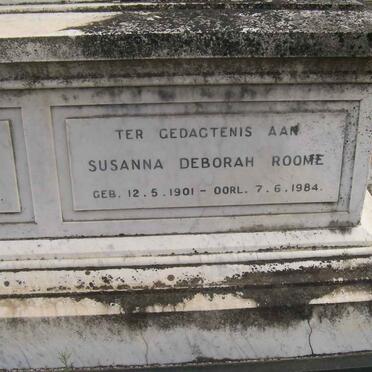 TER GEDAGTENIS AAN
SUSANNA DEBORAH ROOME
GEB. 12.5.1901 - OORL. 7.6.1984.